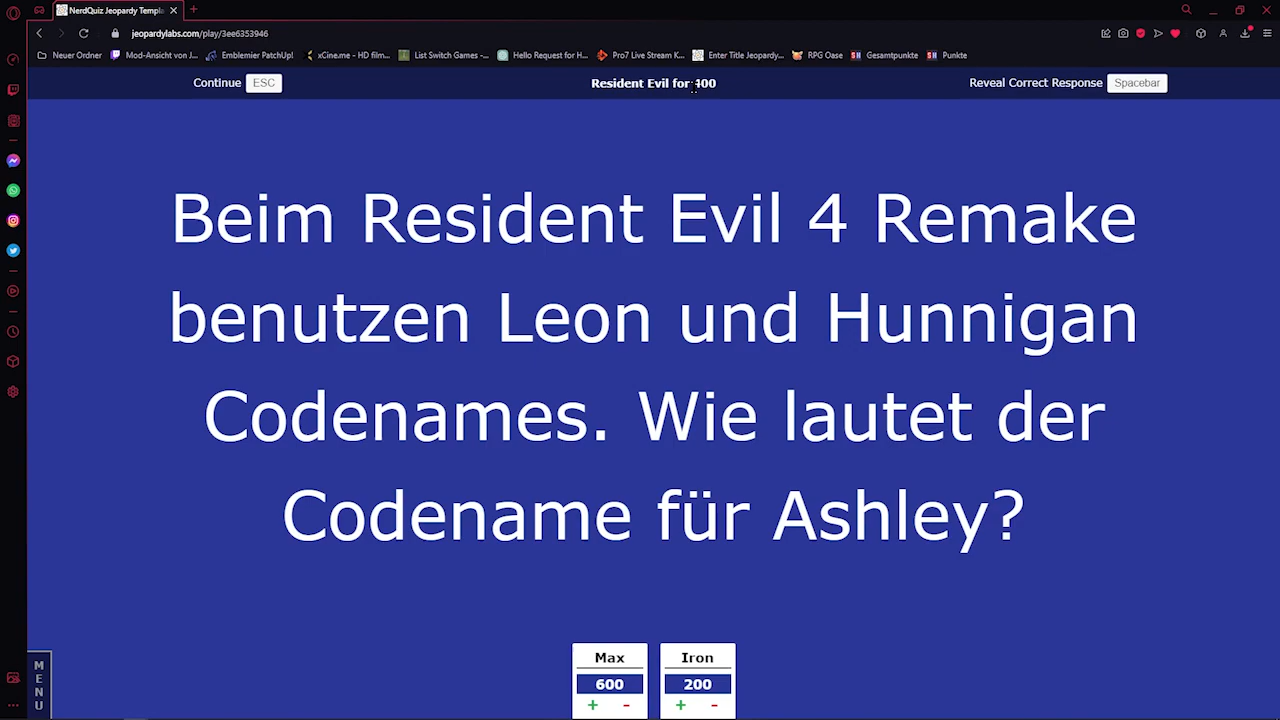 NerdQuiz Jeopardy Templa
jeopardylabs.com/play/3ee6353946
Neuer Ordner
Mod-Ansicht von J...
Emblemier PatchUp!
xCine.me - HD film...
List Switch Games -...
Hello Request for H...
Pro7 Live Stream K...
Enter Title Jeopardy...
RPG Oase
Gesamtpunkte
Punkte
Continue ESC
Resident Evil for 400
Reveal Correct Response Spacebar
Beim Resident Evil 4 Remake
benutzen Leon und Hunnigan
Codenames. Wie lautet der
Codename für Ashley?
MENU
Max Iron
600 200
+ - + -